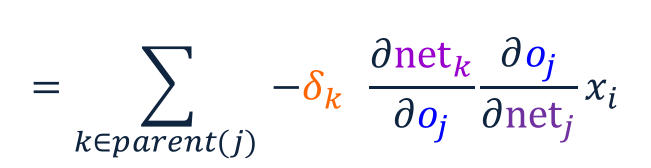 = ∑_{k∈parent(j)} −δ_k ∂net_k/∂o_j ∂o_j/∂net_j x_i